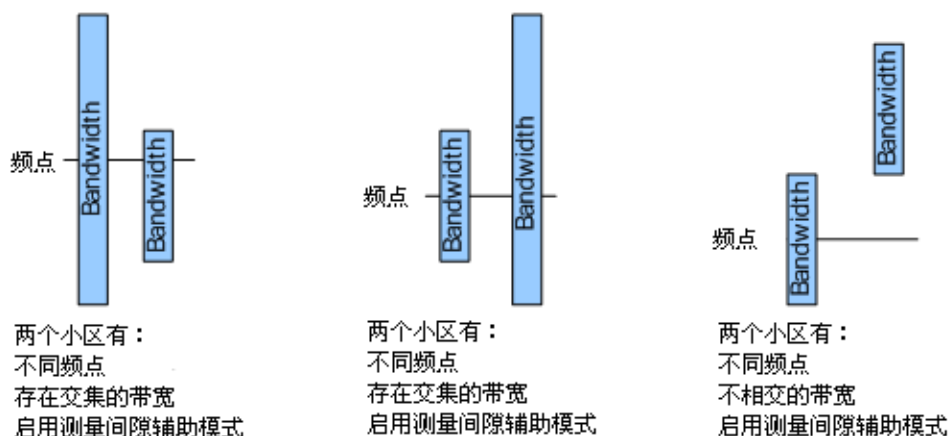 Bandwidth
Bandwidth
频点
两个小区有：
不同频点
存在交集的带宽
启用测量间隙辅助模式
Bandwidth
Bandwidth
频点
两个小区有：
不同频点
存在交集的带宽
启用测量间隙辅助模式
Bandwidth
Bandwidth
频点
两个小区有：
不同频点
不相交的带宽
启用测量间隙辅助模式